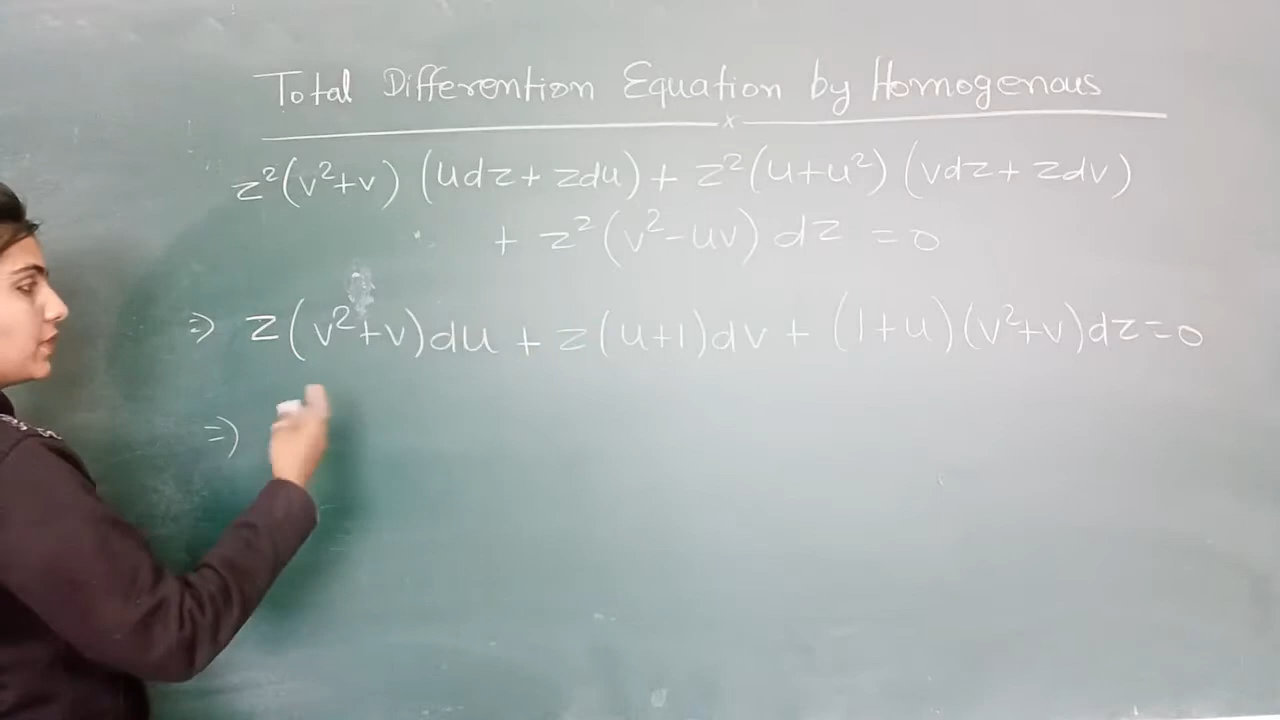 Total Differention Equation by Homogenous
x
z²(v²+v) (udz+zdu) + z²(u+u²) (vdz+zdv)
+ z²(v²-uv) dz = 0
⇒ z(v²+v)du + z(u+1)dv + (1+u)(v²+v)dz=0
⇒